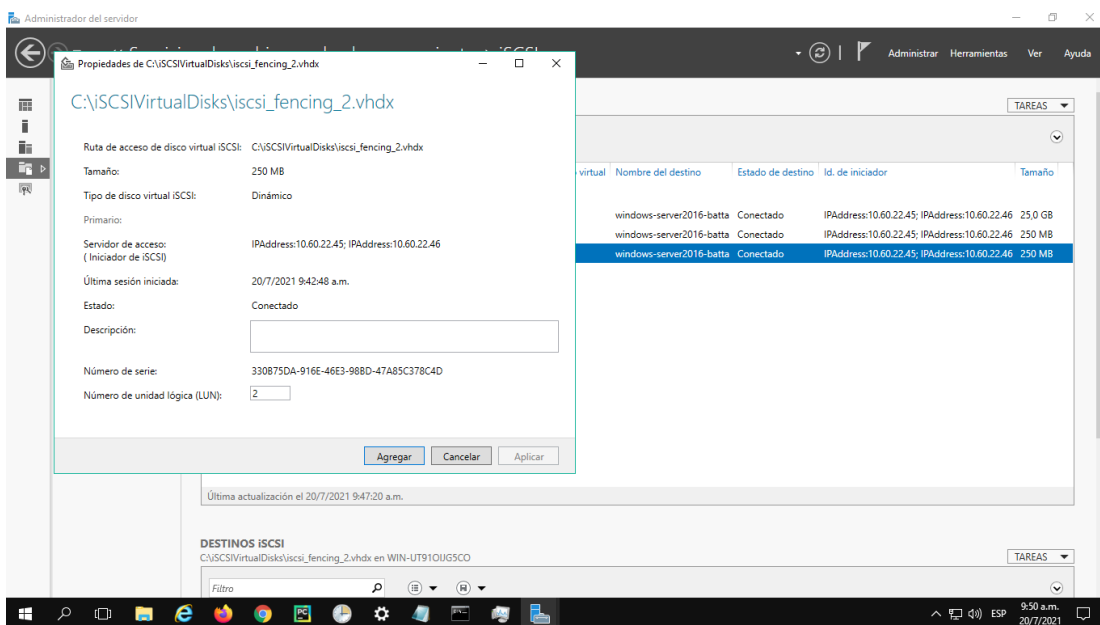 Administrador del servidor
Administrar Herramientas Ver Ayuda
Propiedades de C:\iSCSIVirtualDisks\iscsi_fencing_2.vhdx
C:\iSCSIVirtualDisks\iscsi_fencing_2.vhdx
Ruta de acceso de disco virtual iSCSI: C:\iSCSIVirtualDisks\iscsi_fencing_2.vhdx
Tamaño: 250 MB
Tipo de disco virtual iSCSI: Dinámico
Primario:
Servidor de acceso: IPAddress:10.60.22.45; IPAddress:10.60.22.46
( Iniciador de iSCSI)
Última sesión iniciada: 20/7/2021 9:42:48 a.m.
Estado: Conectado
Descripción:
Número de serie: 330B75DA-916E-46E3-98BD-47A85C378C4D
Número de unidad lógica (LUN): 2
Agregar Cancelar Aplicar
TAREAS
virtual Nombre del destino Estado de destino Id. de iniciador Tamaño
windows-server2016-batta Conectado IPAddress:10.60.22.45; IPAddress:10.60.22.46 25,0 GB
windows-server2016-batta Conectado IPAddress:10.60.22.45; IPAddress:10.60.22.46 250 MB
windows-server2016-batta Conectado IPAddress:10.60.22.45; IPAddress:10.60.22.46 250 MB
Última actualización el 20/7/2021 9:47:20 a.m.
DESTINOS iSCSI
C:\iSCSIVirtualDisks\iscsi_fencing_2.vhdx en WIN-UT91OUG5CO
TAREAS
Filtro
PC
ESP
9:50 a.m.
20/7/2021